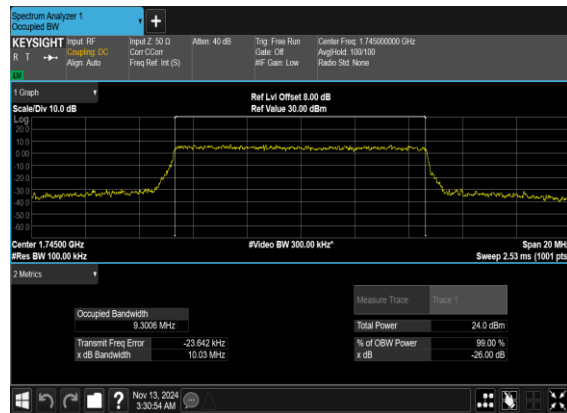 Spectrum Analyzer 1
Occupied BW
+
KEYSIGHT Input: RF Input Z: 50 Ω Atten: 40 dB Trig: Free Run Center Freq: 1.745000000 GHz
R T Coupling: DC Corr CCorr Gate: Off Avg|Hold: 100/100
Align: Auto Freq Ref: Int (S) #IF Gain: Low Radio Std: None
LXI
1 Graph
Ref Lvl Offset 8.00 dB
Scale/Div 10.0 dB Ref Value 30.00 dBm
Log
20.0
10.0
0.00
-10.0
-20.0
-30.0
-40.0
-50.0
-60.0
Center 1.74500 GHz #Video BW 300.00 kHz* Span 20 MHz
#Res BW 100.00 kHz Sweep 2.53 ms (1001 pts)
2 Metrics
Measure Trace Trace 1
Occupied Bandwidth
9.3006 MHz Total Power 24.0 dBm
Transmit Freq Error -23.642 kHz % of OBW Power 99.00 %
x dB Bandwidth 10.03 MHz x dB -26.00 dB
?
Nov 13, 2024
3:30:54 AM